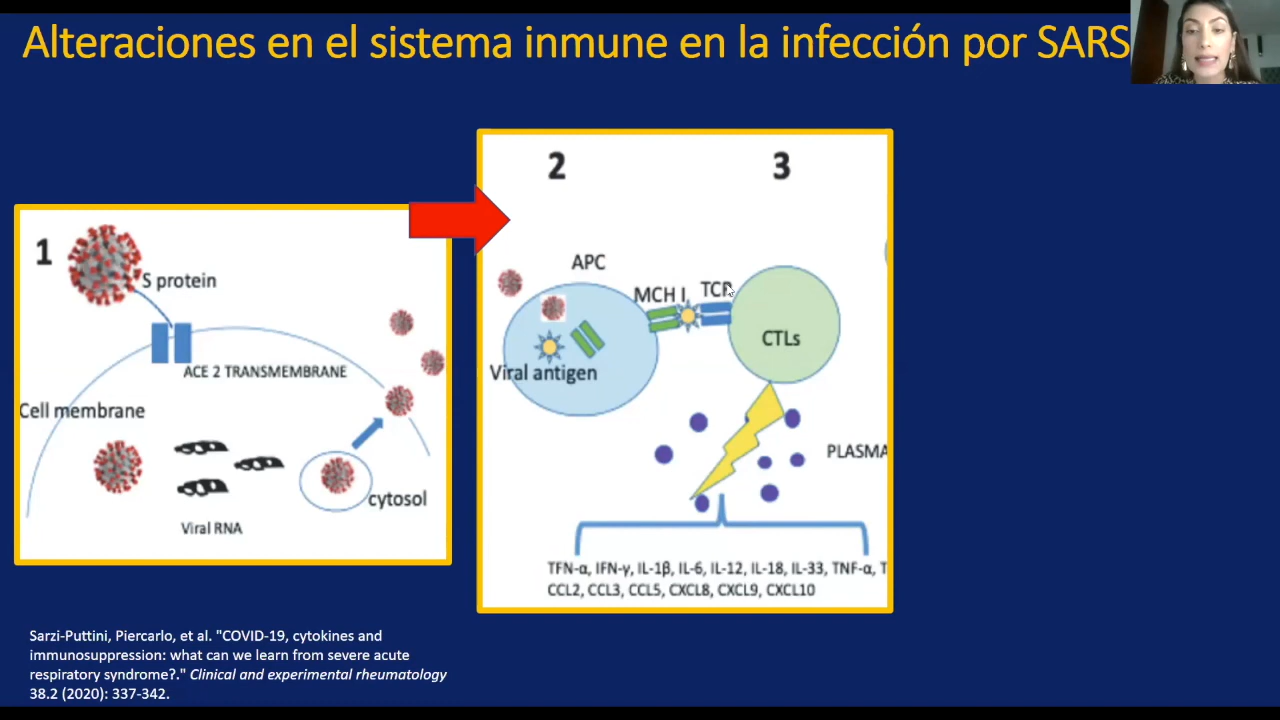 Alteraciones en el sistema inmune en la infección por SARS
1
S protein
ACE 2 TRANSMEMBRANE
Cell membrane
Viral RNA
cytosol
2
3
APC
MCH I
TCR
CTLs
Viral antigen
PLASMA
TFN-α, IFN-γ, IL-1β, IL-6, IL-12, IL-18, IL-33, TNF-α, T
CCL2, CCL3, CCL5, CXCL8, CXCL9, CXCL10
Sarzi-Puttini, Piercarlo, et al. "COVID-19, cytokines and
immunosuppression: what can we learn from severe acute
respiratory syndrome?." Clinical and experimental rheumatology
38.2 (2020): 337-342.